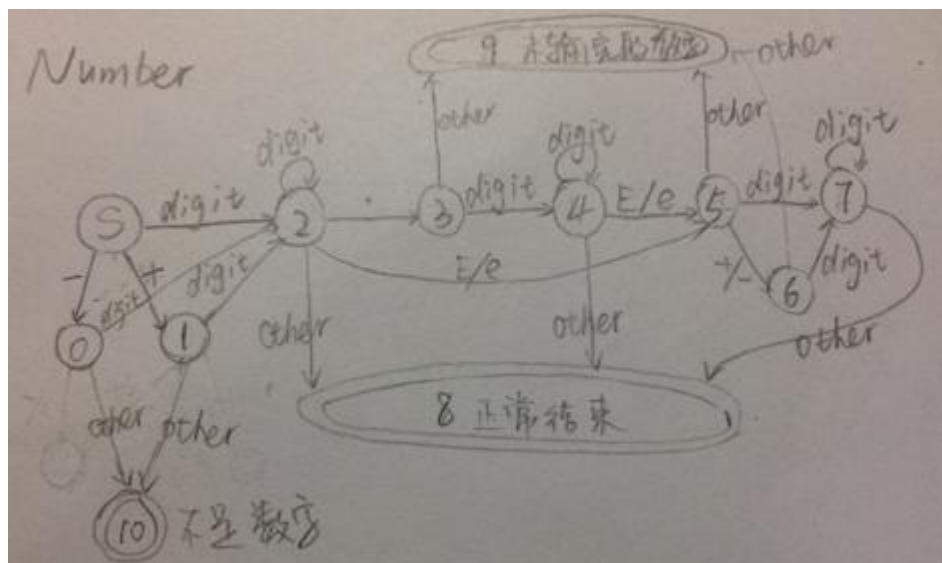 Number
9 未输完的
other
other
other
digit
digit
digit
S
digit
2
.
3
digit
4
E/e
5
digit
7
-
+
digit
digit
E/e
+/-
6
digit
0
1
other
other
other
other
other
8 正常结束
10 不是数字